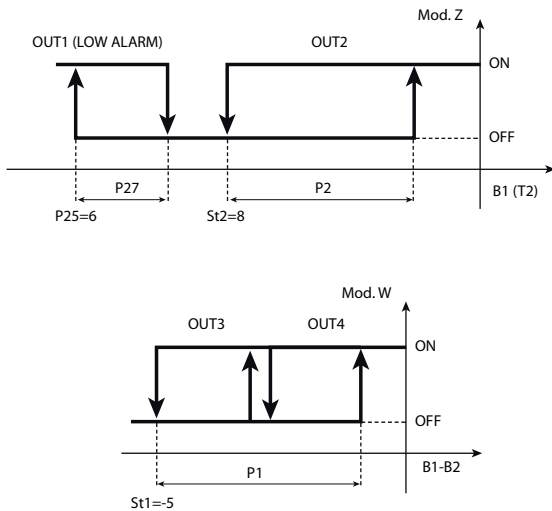 Mod. Z
OUT1 (LOW ALARM)
OUT2
ON
OFF
P27
P2
B1 (T2)
P25=6
St2=8
Mod. W
OUT3
OUT4
ON
OFF
P1
B1-B2
St1=-5